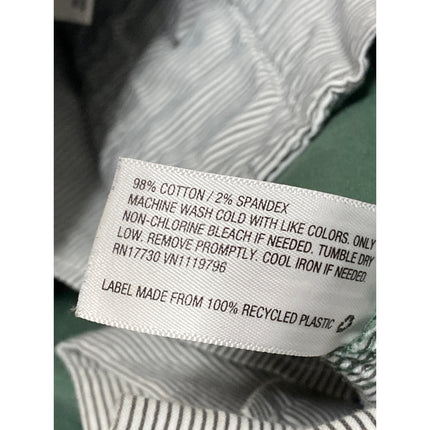 98% COTTON / 2% SPANDEX
MACHINE WASH COLD WITH LIKE COLORS. ONLY
NON-CHLORINE BLEACH IF NEEDED. TUMBLE DRY
LOW. REMOVE PROMPTLY. COOL IRON IF NEEDED.
RN17730 VN1119796
LABEL MADE FROM 100% RECYCLED PLASTIC